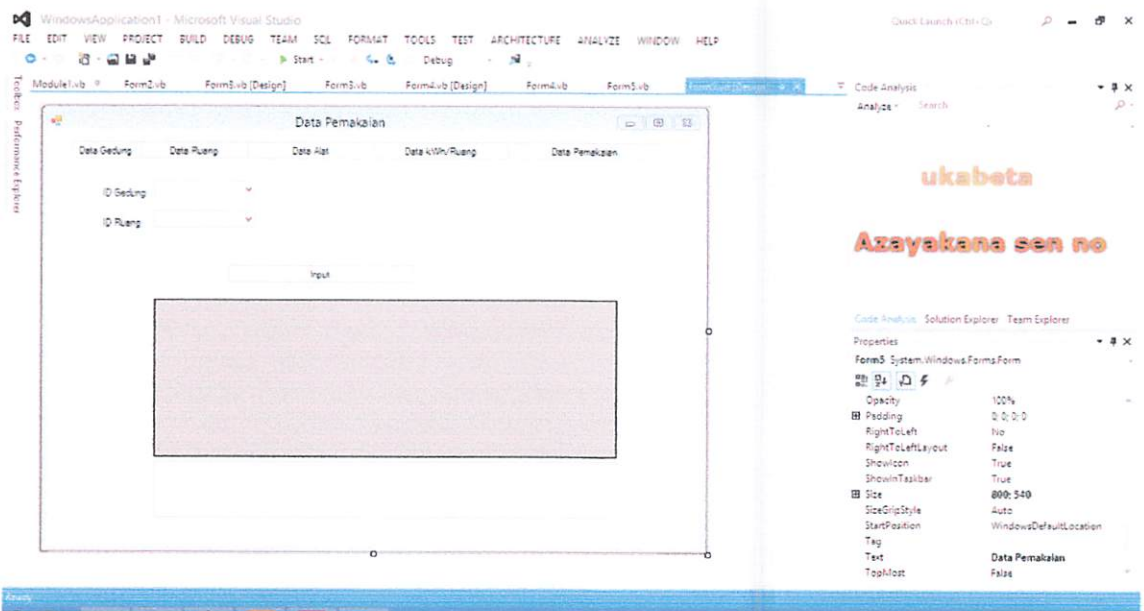 WindowsApplication1 - Microsoft Visual Studio
Quick Launch (Ctrl+Q)
FILE EDIT VIEW PROJECT BUILD DEBUG TEAM SQL FORMAT TOOLS TEST ARCHITECTURE ANALYZE WINDOW HELP
Start Debug
Toolbox Performance Explorer
Module1.vb Form2.vb Form3.vb [Design] Form3.vb Form4.vb [Design] Form4.vb Form5.vb
Code Analysis
Analyze Search
Data Pemakaian
Data Gedung Data Ruang Data Alat Data kWh/Ruang Data Pemakaian
ID Gedung
ID Ruang
Input
ukabeta
Azayakana sen no
Code Analysis Solution Explorer Team Explorer
Properties
Form5 System.Windows.Forms.Form
Opacity 100%
Padding 0; 0; 0; 0
RightToLeft No
RightToLeftLayout False
ShowIcon True
ShowInTaskbar True
Size 800; 540
SizeGripStyle Auto
StartPosition WindowsDefaultLocation
Tag
Text Data Pemakaian
TopMost False
Ready